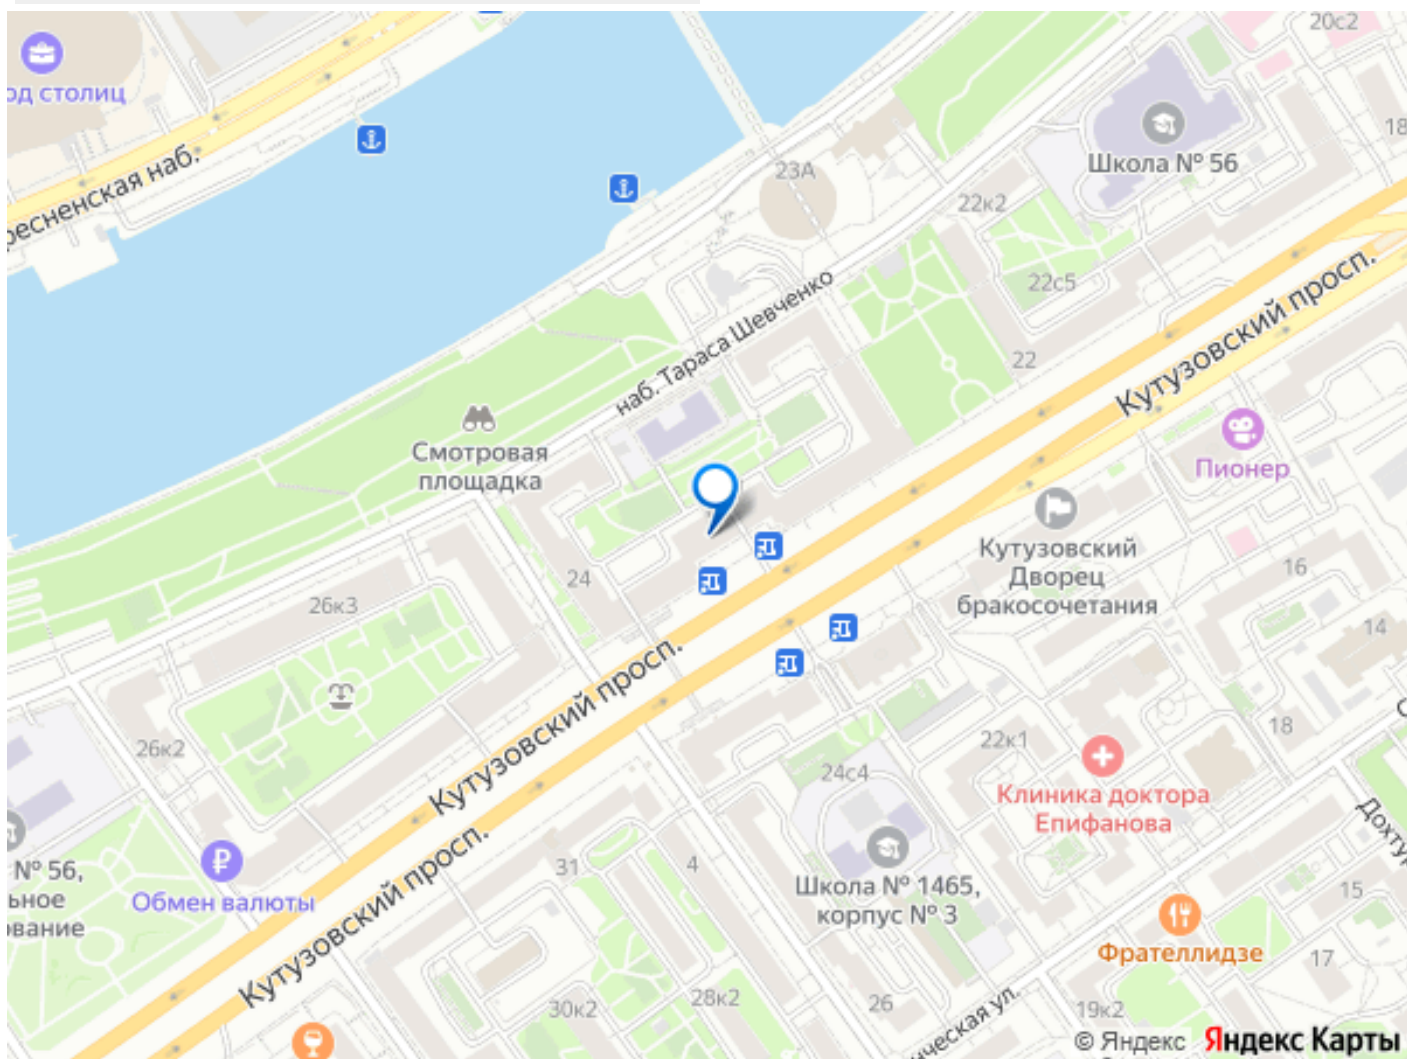 20с2
од столиц
Пресненская наб.
23А
Школа № 56
18
22к2
22с5
наб. Тараса Шевченко
22
Кутузовский просп.
Смотровая
площадка
Пионер
Кутузовский
Дворец
бракосочетания
16
14
24
26к3
Кутузовский просп.
26к2
22к1
18
24с4
Клиника доктора
Епифанова
Обмен валюты
№ 56,
ьное
ование
31
4
Школа № 1465,
корпус № 3
15
Кутузовский просп.
Фрателлидзе
17
30к2
28к2
26
19к2
ческая ул.
Дохту
© Яндекс Яндекс Карты